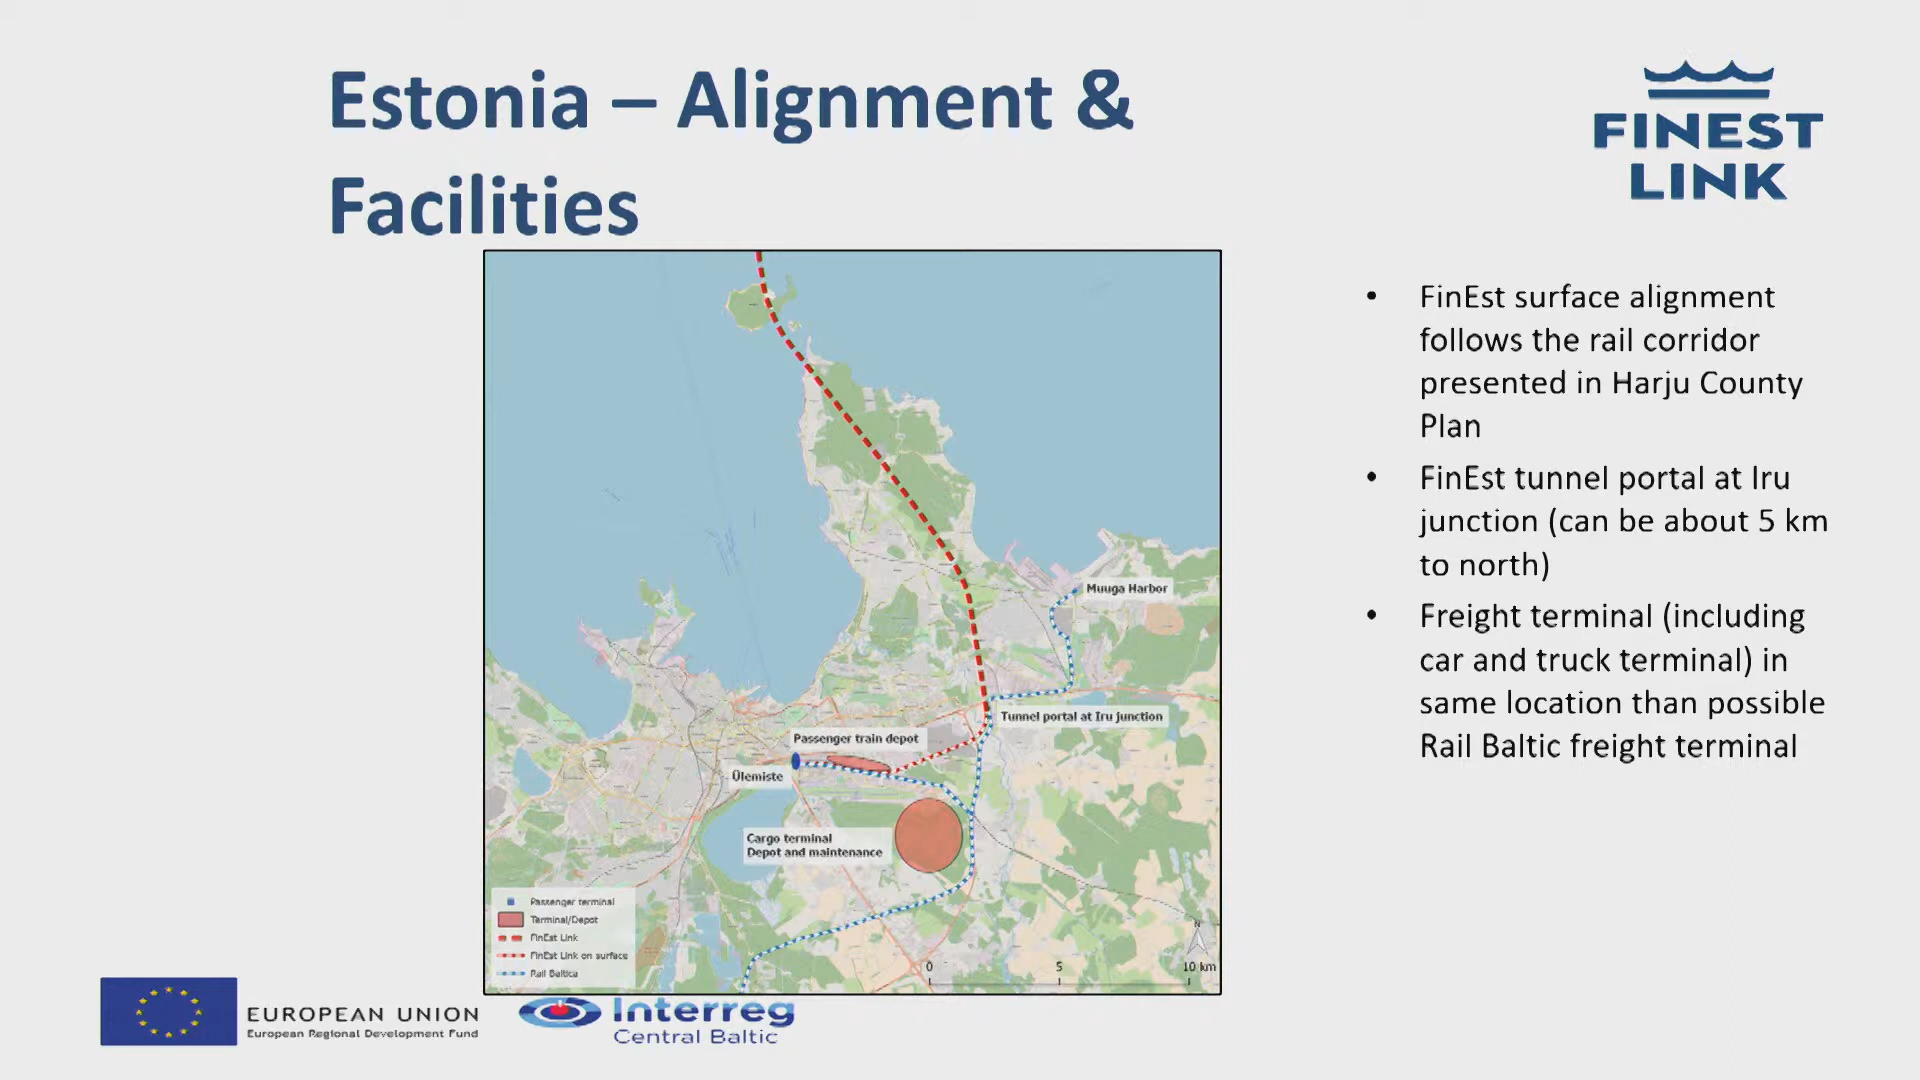 Estonia – Alignment &
Facilities
FINEST
LINK
Muuga Harbor
Tunnel portal at Iru junction
Passenger train depot
Ülemiste
Cargo terminal
Depot and maintenance
Passenger terminal
Terminal/Depot
FinEst Link
FinEst Link on surface
Rail Baltica
N
0 5 10 km
• FinEst surface alignment
follows the rail corridor
presented in Harju County
Plan
• FinEst tunnel portal at Iru
junction (can be about 5 km
to north)
• Freight terminal (including
car and truck terminal) in
same location than possible
Rail Baltic freight terminal
EUROPEAN UNION
European Regional Development Fund
Interreg
Central Baltic